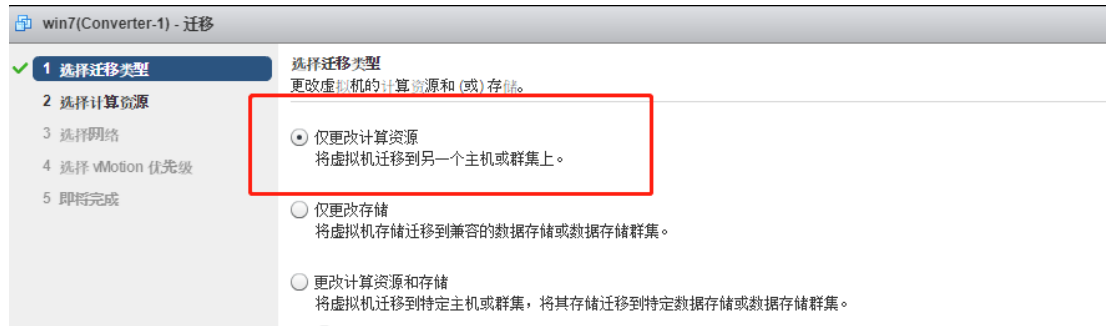 win7(Converter-1) - 迁移
1 选择迁移类型
2 选择计算资源
3 选择网络
4 选择 vMotion 优先级
5 即将完成
选择迁移类型
更改虚拟机的计算资源和 (或) 存储。
仅更改计算资源
将虚拟机迁移到另一个主机或群集上。
仅更改存储
将虚拟机存储迁移到兼容的数据存储或数据存储群集。
更改计算资源和存储
将虚拟机迁移到特定主机或群集，将其存储迁移到特定数据存储或数据存储群集。